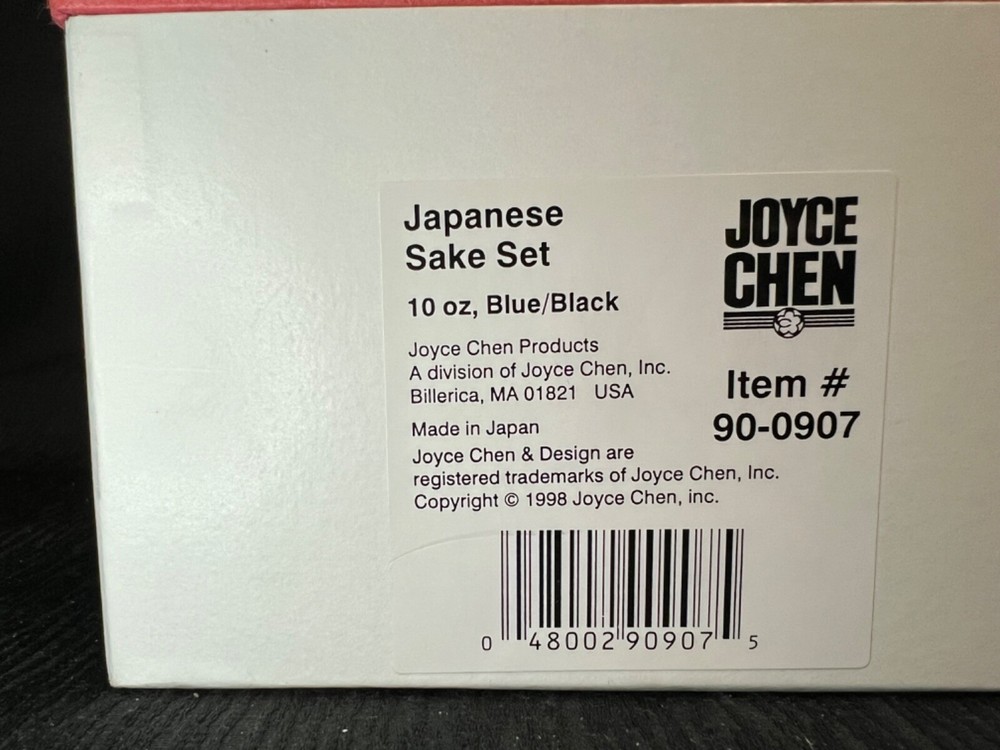 Japanese
Sake Set
10 oz, Blue/Black
Joyce Chen Products
A division of Joyce Chen, Inc.
Billerica, MA 01821 USA
Made in Japan
Joyce Chen & Design are
registered trademarks of Joyce Chen, Inc.
Copyright © 1998 Joyce Chen, inc.
JOYCE
CHEN
Item #
90-0907
0 48002 90907 5